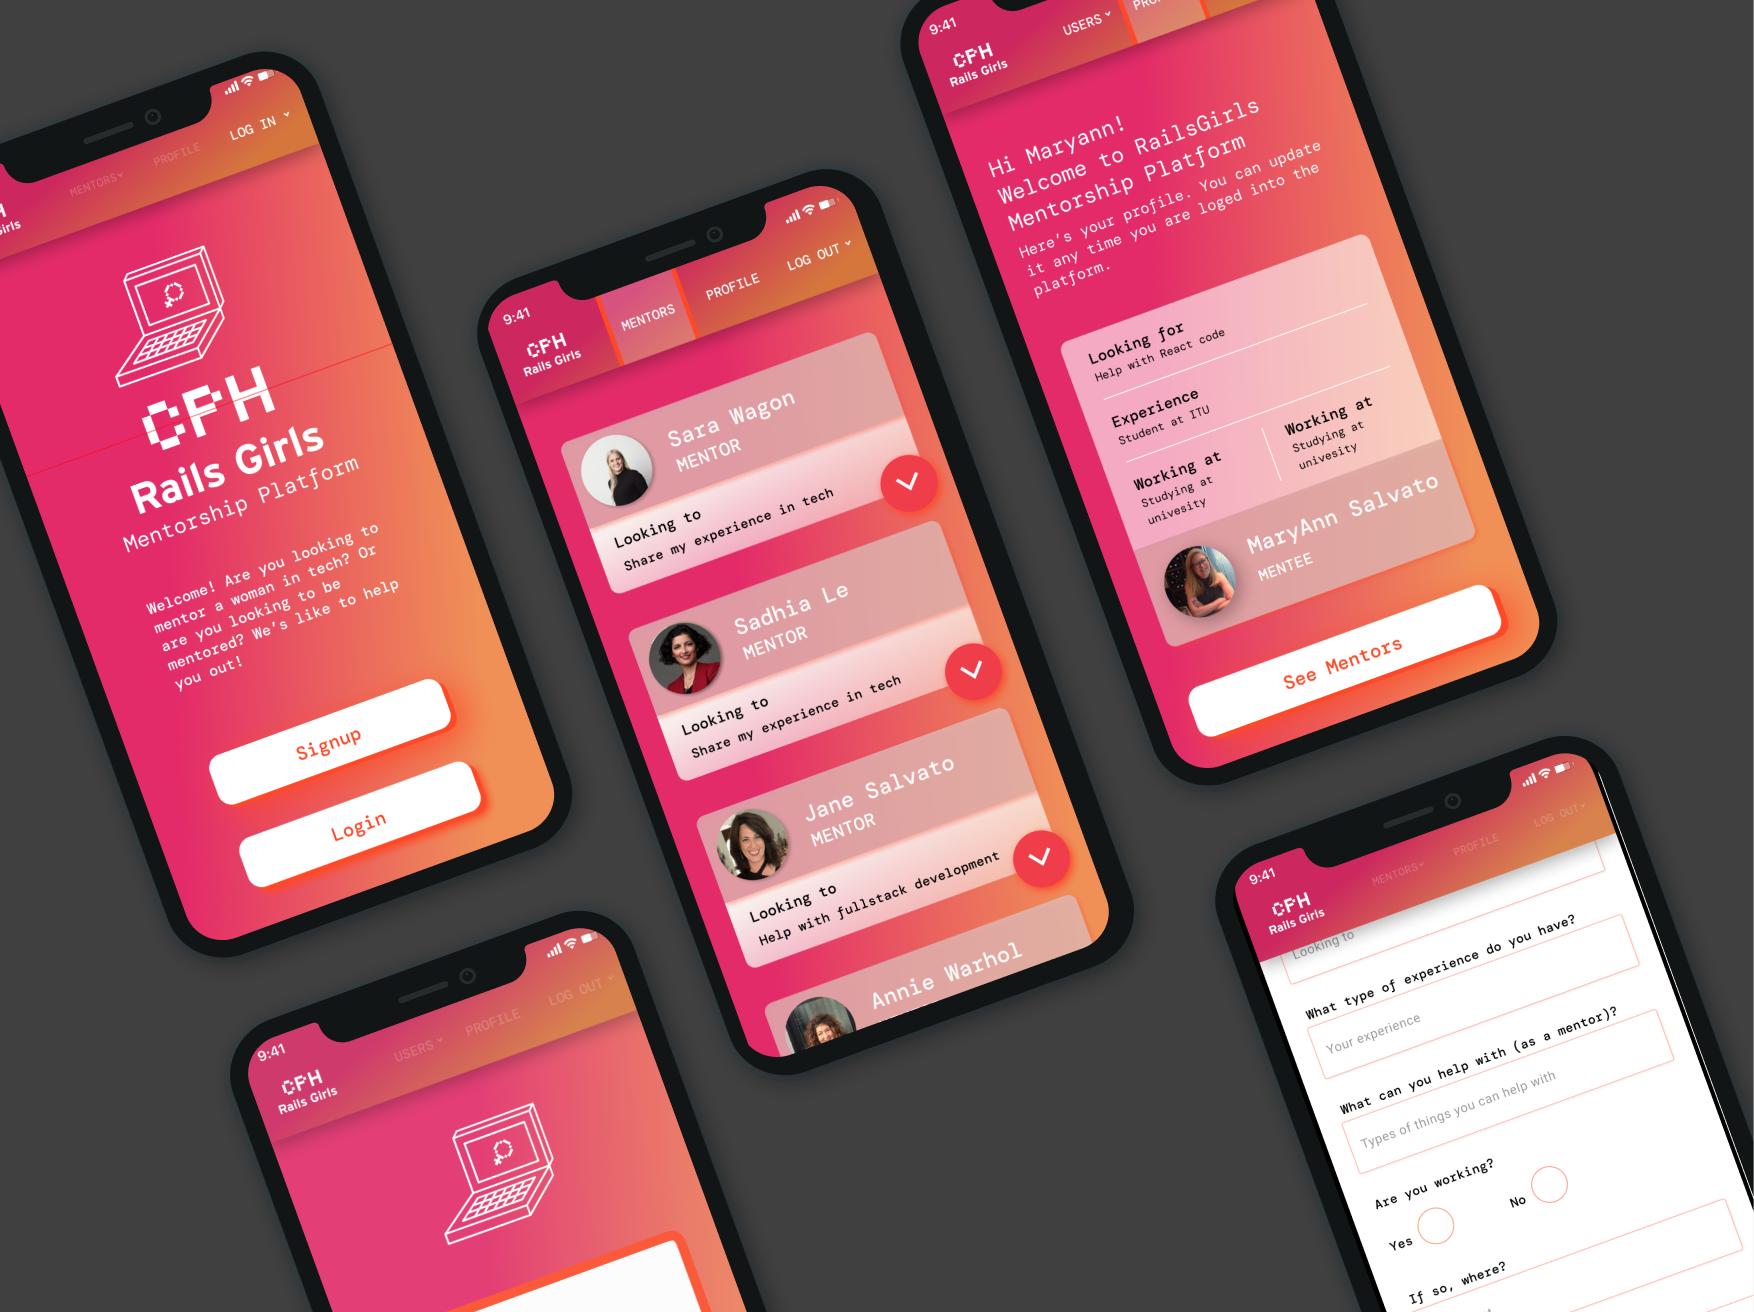 MENTORS
PROFILE
LOG IN
CPH
Rails Girls
Mentorship Platform
Welcome! Are you looking to
mentor a woman in tech? Or
are you looking to be
mentored? We’s like to help
you out!
Signup
Login
9:41
CPH
Rails Girls
MENTORS
PROFILE
LOG OUT
Sara Wagon
MENTOR
Looking to
Share my experience in tech
Sadhia Le
MENTOR
Looking to
Share my experience in tech
Jane Salvato
MENTOR
Looking to
Help with fullstack development
Annie Warhol
9:41
CPH
Rails Girls
USERS
Hi Maryann!
Welcome to RailsGirls
Mentorship Platform
Here’s your profile. You can update
it any time you are loged into the
platform.
Looking for
Help with React code
Experience
Student at ITU
Working at
Studying at
univesity
Working at
Studying at
univesity
MaryAnn Salvato
MENTEE
See Mentors
9:41
CPH
Rails Girls
USERS
PROFILE
LOG OUT
9:41
CPH
Rails Girls
MENTORS
PROFILE
LOG OUT
Looking to
What type of experience do you have?
Your experience
What can you help with (as a mentor)?
Types of things you can help with
Are you working?
Yes
No
If so, where?